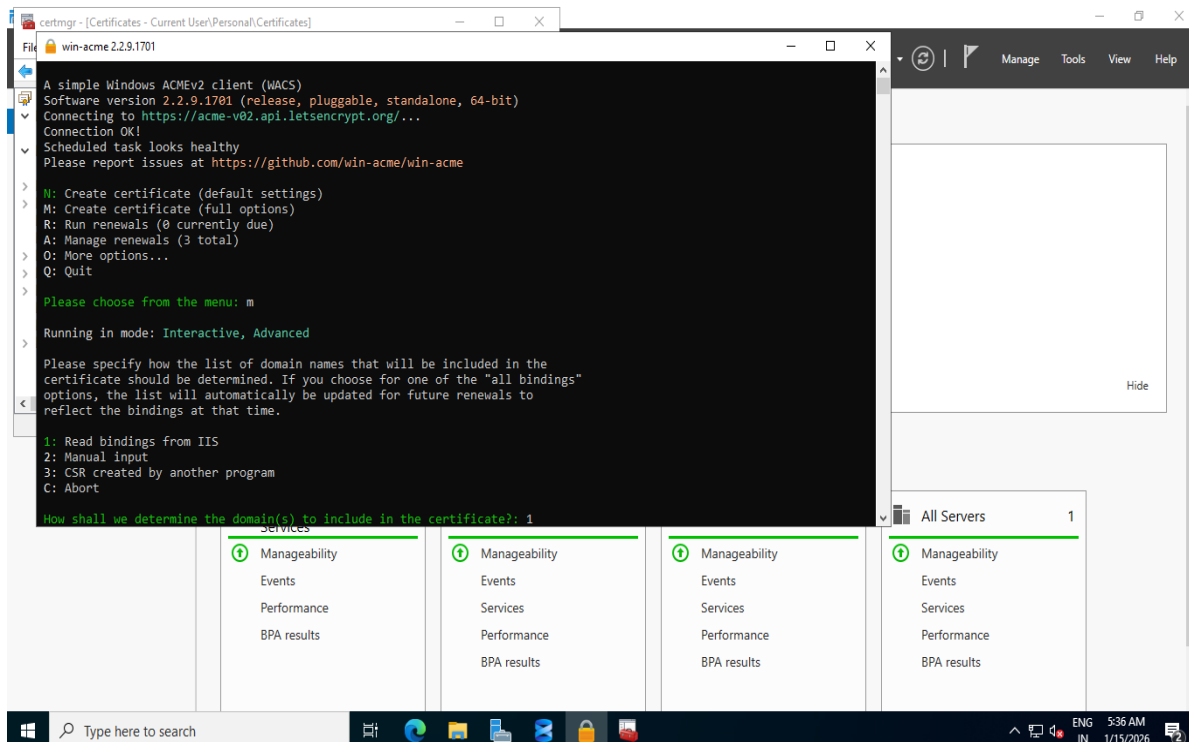 certmgr - [Certificates - Current User\Personal\Certificates]
File
win-acme 2.2.9.1701
Manage Tools View Help
A simple Windows ACMEv2 client (WACS)
Software version 2.2.9.1701 (release, pluggable, standalone, 64-bit)
Connecting to https://acme-v02.api.letsencrypt.org/...
Connection OK!
Scheduled task looks healthy
Please report issues at https://github.com/win-acme/win-acme
N: Create certificate (default settings)
M: Create certificate (full options)
R: Run renewals (0 currently due)
A: Manage renewals (3 total)
O: More options...
Q: Quit
Please choose from the menu: m
Running in mode: Interactive, Advanced
Please specify how the list of domain names that will be included in the
certificate should be determined. If you choose for one of the "all bindings"
options, the list will automatically be updated for future renewals to
reflect the bindings at that time.
1: Read bindings from IIS
2: Manual input
3: CSR created by another program
C: Abort
How shall we determine the domain(s) to include in the certificate?: 1
Hide
Services
Manageability
Events
Performance
BPA results
Manageability
Events
Services
Performance
BPA results
Manageability
Events
Services
Performance
BPA results
All Servers 1
Manageability
Events
Services
Performance
BPA results
Type here to search
ENG
IN
5:36 AM
1/15/2026
2